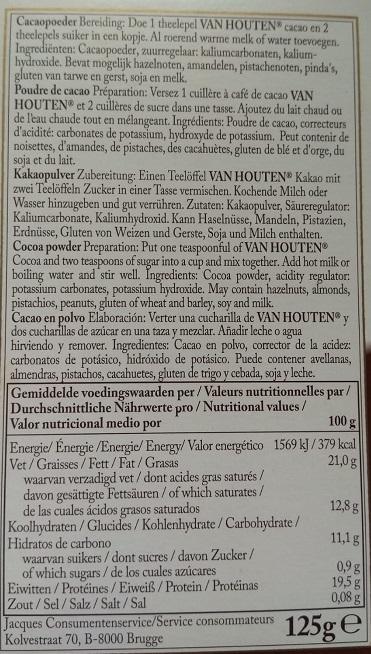 Cacaopoeder Bereiding: Doe 1 theelepel VAN HOUTEN® cacao en 2
theelepels suiker in een kopje. Al roerend warme melk of water toevoegen.
Ingrediënten: Cacaopoeder, zuurregelaar: kaliumcarbonaten, kalium-
hydroxide. Bevat mogelijk hazelnoten, amandelen, pistachenoten, pinda's,
gluten van tarwe en gerst, soja en melk.
Poudre de cacao Préparation: Versez 1 cuillère à café de cacao VAN
HOUTEN® et 2 cuillères de sucre dans une tasse. Ajoutez du lait chaud ou
de l'eau chaude tout en mélangeant. Ingrédients: Poudre de cacao, correcteurs
d'acidité: carbonates de potassium, hydroxyde de potassium. Peut contenir de
noisettes, d'amandes, de pistaches, des cacahuètes, gluten de blé et d'orge, du
soja et du lait.
Kakaopulver Zubereitung: Einen Teelöffel VAN HOUTEN® Kakao mit
zwei Teelöffeln Zucker in einer Tasse vermischen. Kochende Milch oder
Wasser hinzugeben und gut verrühren. Zutaten: Kakaopulver, Säureregulator:
Kaliumcarbonate, Kaliumhydroxid. Kann Haselnüsse, Mandeln, Pistazien,
Erdnüsse, Gluten von Weizen und Gerste, Soja und Milch enthalten.
Cocoa powder Preparation: Put one teaspoonful of VAN HOUTEN®
Cocoa and two teaspoons of sugar into a cup and mix together. Add hot milk or
boiling water and stir well. Ingredients: Cocoa powder, acidity regulator:
potassium carbonates, potassium hydroxide. May contain hazelnuts, almonds,
pistachios, peanuts, gluten of wheat and barley, soy and milk.
Cacao en polvo Elaboración: Verter una cucharilla de VAN HOUTEN® y
dos cucharillas de azúcar en una taza y mezclar. Añadir leche o agua
hirviendo y remover. Ingredientes: Cacao en polvo, corrector de la acidez:
carbonatos de potásico, hidróxido de potásico. Puede contener avellanas,
almendras, pistachos, cacahuetes, gluten de trigo y cebada, soja y leche.
Gemiddelde voedingswaarden per / Valeurs nutritionnelles par /
Durchschnittliche Nährwerte pro / Nutritional values /
Valor nutricional medio por 100 g
Energie/ Énergie /Energie/ Energy/ Valor energético 1569 kJ / 379 kcal
Vet / Graisses / Fett / Fat / Grasas 21,0 g
waarvan verzadigd vet / dont acides gras saturés /
davon gesättigte Fettsäuren / of which saturates /
de las cuales ácidos grasos saturados 12,8 g
Koolhydraten / Glucides / Kohlenhydrate / Carbohydrate /
Hidratos de carbono 11,1 g
waarvan suikers / dont sucres / davon Zucker /
of which sugars / de los cuales azúcares 0,9 g
Eiwitten / Protéines / Eiweiß / Protein / Proteínas 19,5 g
Zout / Sel / Salz / Salt / Sal 0,08 g
Jacques Consumentenservice/Service consommateurs
Kolvestraat 70, B-8000 Brugge
125g ℮